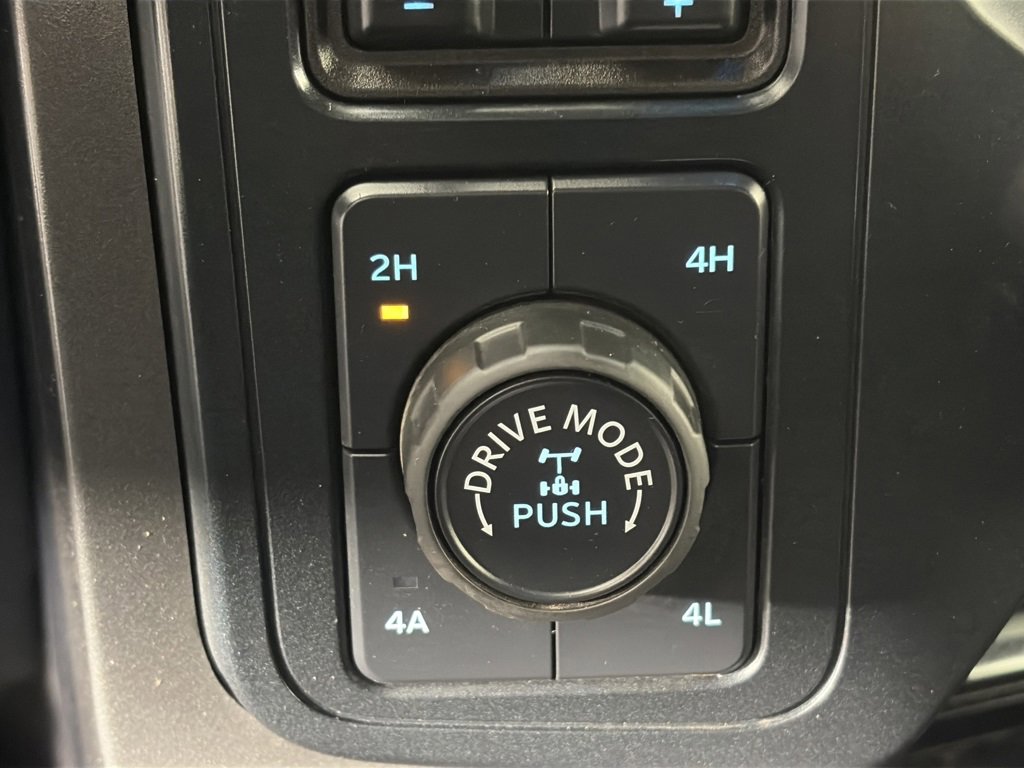 - +
2H 4H
DRIVE MODE
PUSH
4A 4L